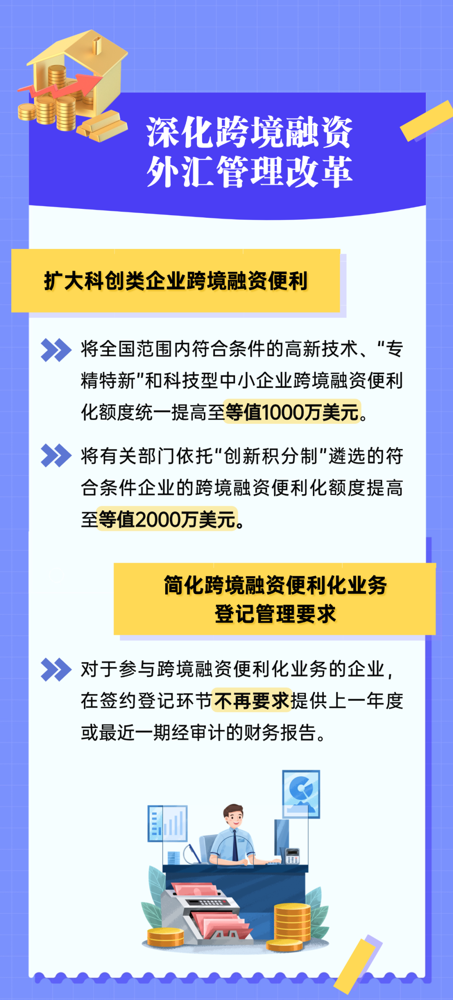 深化跨境融资
外汇管理改革
扩大科创类企业跨境融资便利
将全国范围内符合条件的高新技术、“专
精特新”和科技型中小企业跨境融资便利
化额度统一提高至等值1000万美元。
将有关部门依托“创新积分制”遴选的符
合条件企业的跨境融资便利化额度提高
至等值2000万美元。
简化跨境融资便利化业务
登记管理要求
对于参与跨境融资便利化业务的企业，
在签约登记环节不再要求提供上一年度
或最近一期经审计的财务报告。